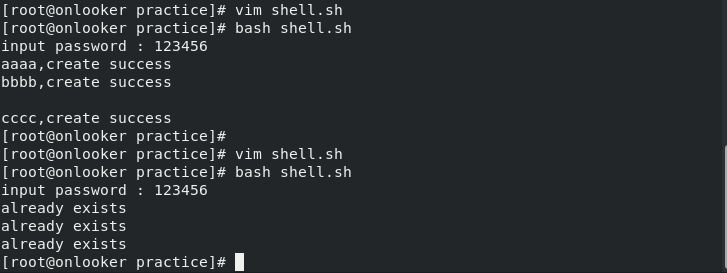 [root@onlooker practice]# vim shell.sh
[root@onlooker practice]# bash shell.sh
input password : 123456
aaaa,create success
bbbb,create success

cccc,create success
[root@onlooker practice]#
[root@onlooker practice]# vim shell.sh
[root@onlooker practice]# bash shell.sh
input password : 123456
already exists
already exists
already exists
[root@onlooker practice]#